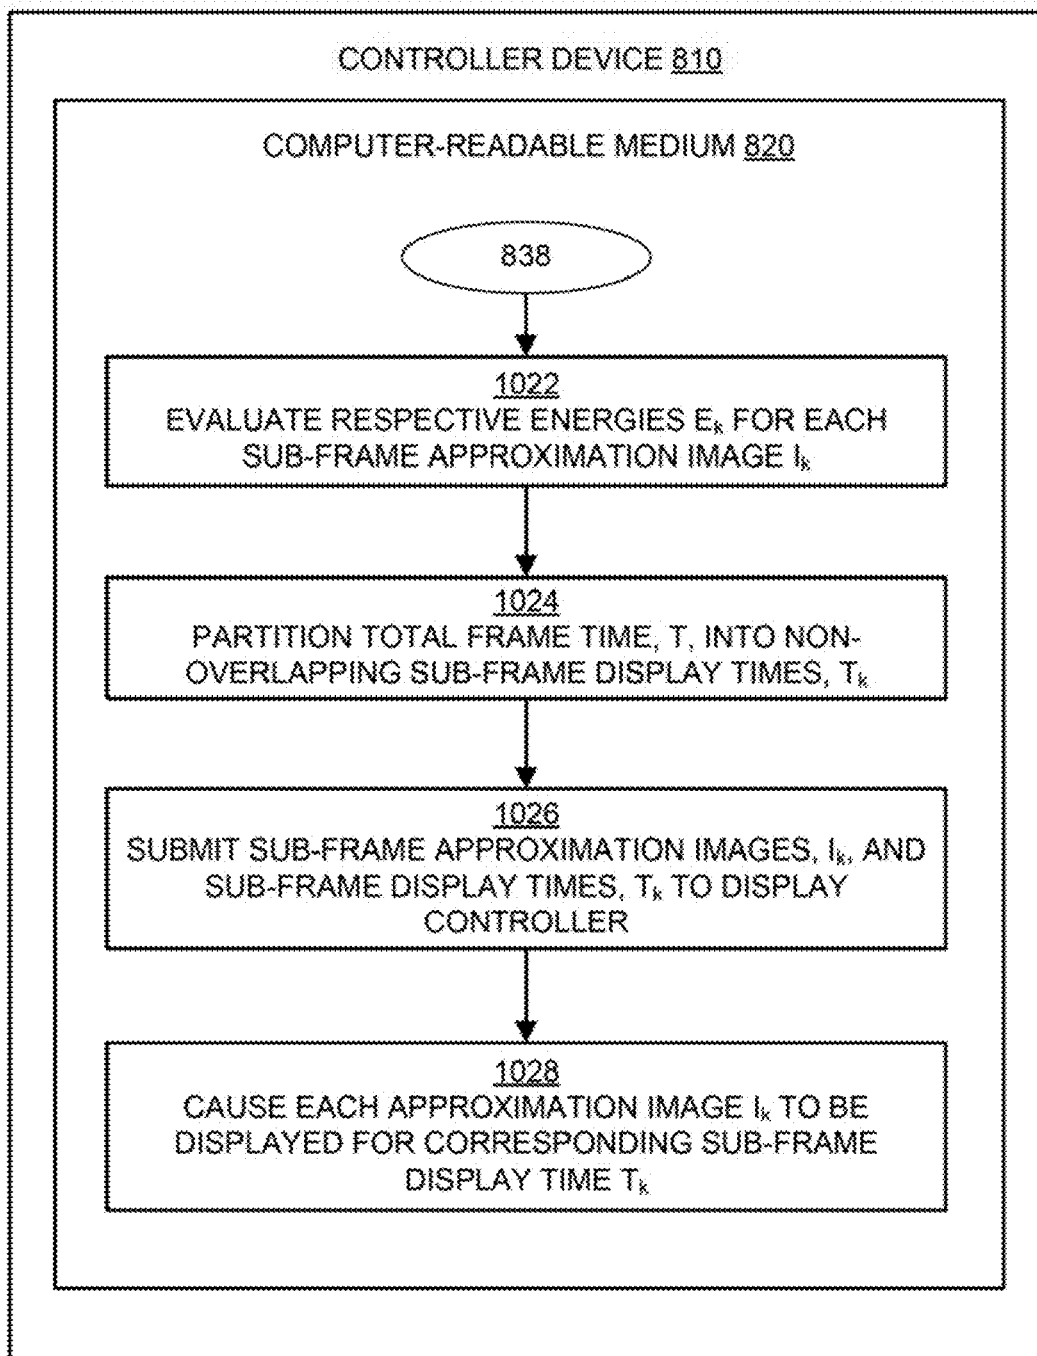 CONTROLLER DEVICE 810
COMPUTER-READABLE MEDIUM 820
838
1022
EVALUATE RESPECTIVE ENERGIES Eₖ FOR EACH
SUB-FRAME APPROXIMATION IMAGE Iₖ
1024
PARTITION TOTAL FRAME TIME, T, INTO NON-
OVERLAPPING SUB-FRAME DISPLAY TIMES, Tₖ
1026
SUBMIT SUB-FRAME APPROXIMATION IMAGES, Iₖ, AND
SUB-FRAME DISPLAY TIMES, Tₖ TO DISPLAY
CONTROLLER
1028
CAUSE EACH APPROXIMATION IMAGE Iₖ TO BE
DISPLAYED FOR CORRESPONDING SUB-FRAME
DISPLAY TIME Tₖ